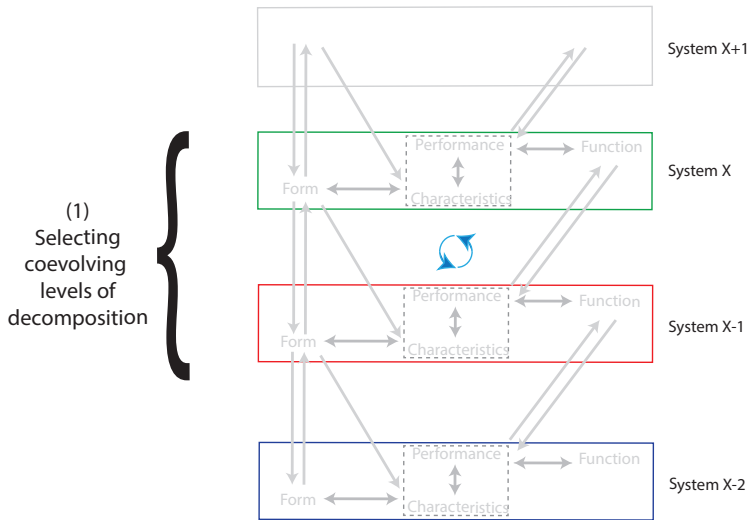 System X+1
(1)
Selecting
coevolving
levels of
decomposition
Performance
Function
System X
Form
Characteristics
Performance
Function
System X-1
Form
Characteristics
Performance
Function
System X-2
Form
Characteristics